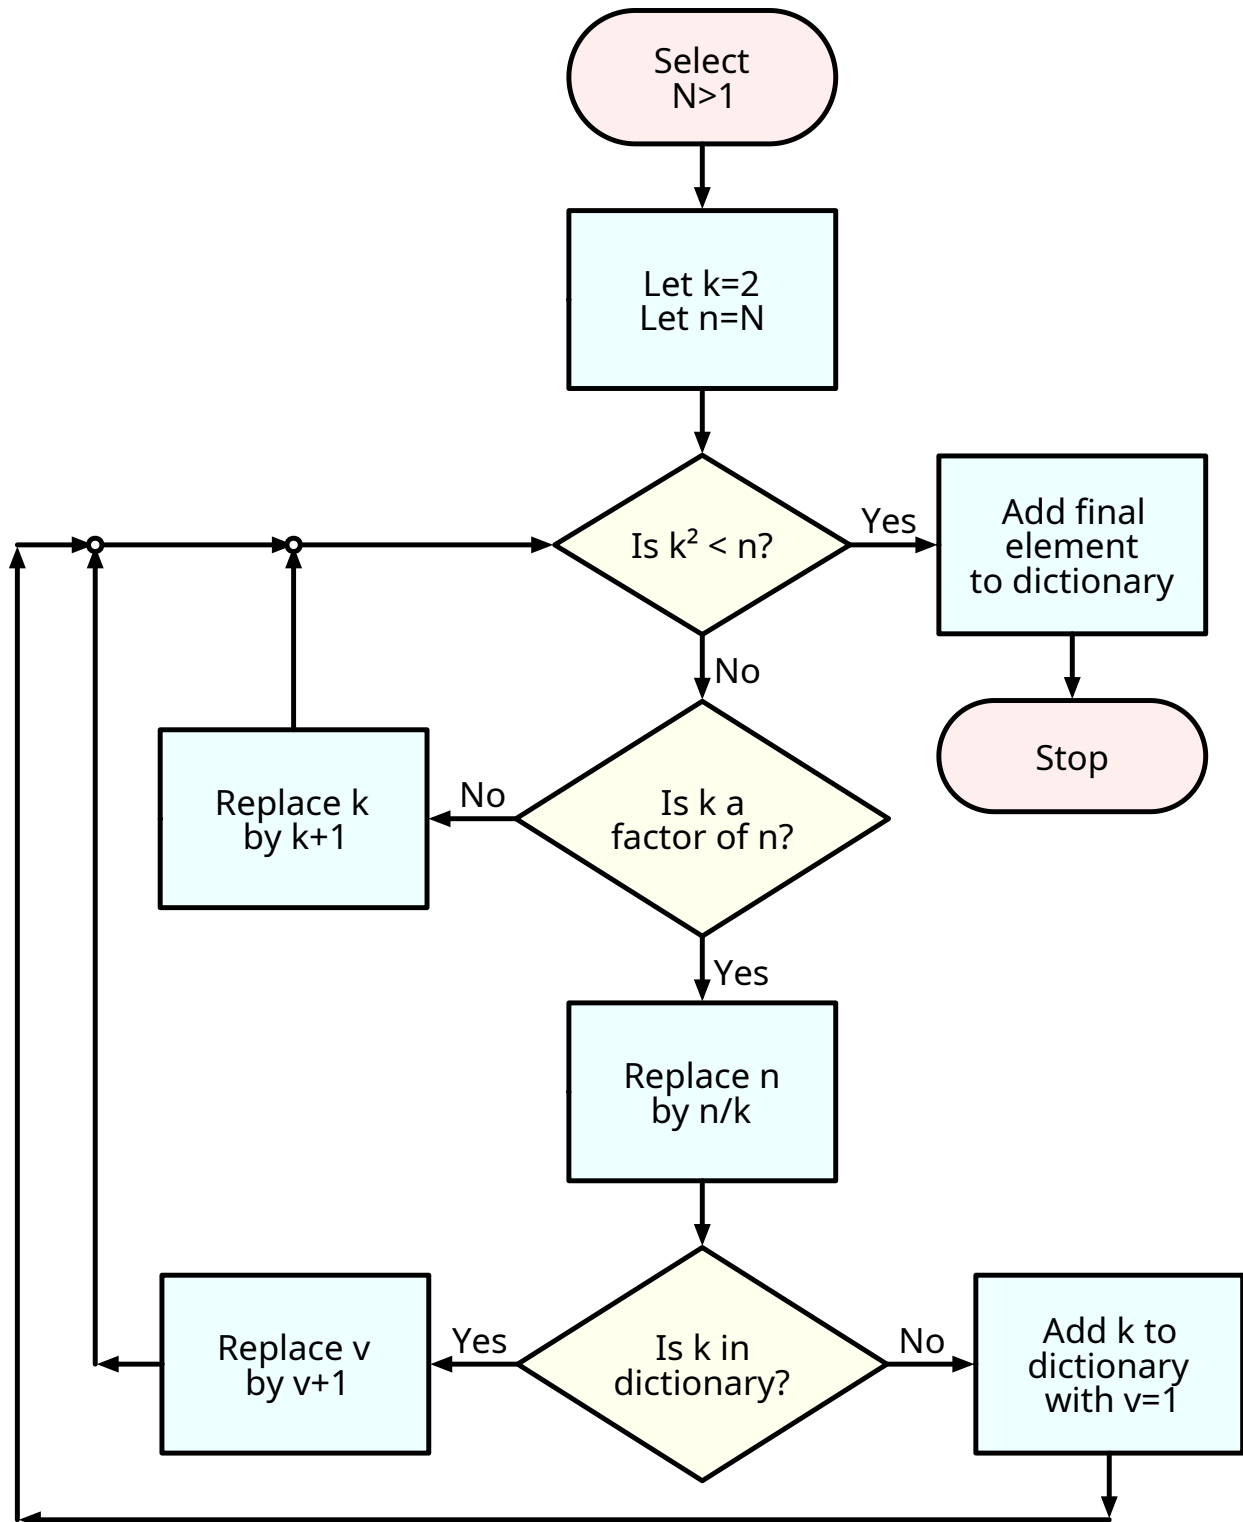 Select
N>1
Let k=2
Let n=N
Is k² < n?
Yes
Add final
element
to dictionary
No
Stop
Is k a
factor of n?
No
Replace k
by k+1
Yes
Replace n
by n/k
Is k in
dictionary?
Yes
Replace v
by v+1
No
Add k to
dictionary
with v=1